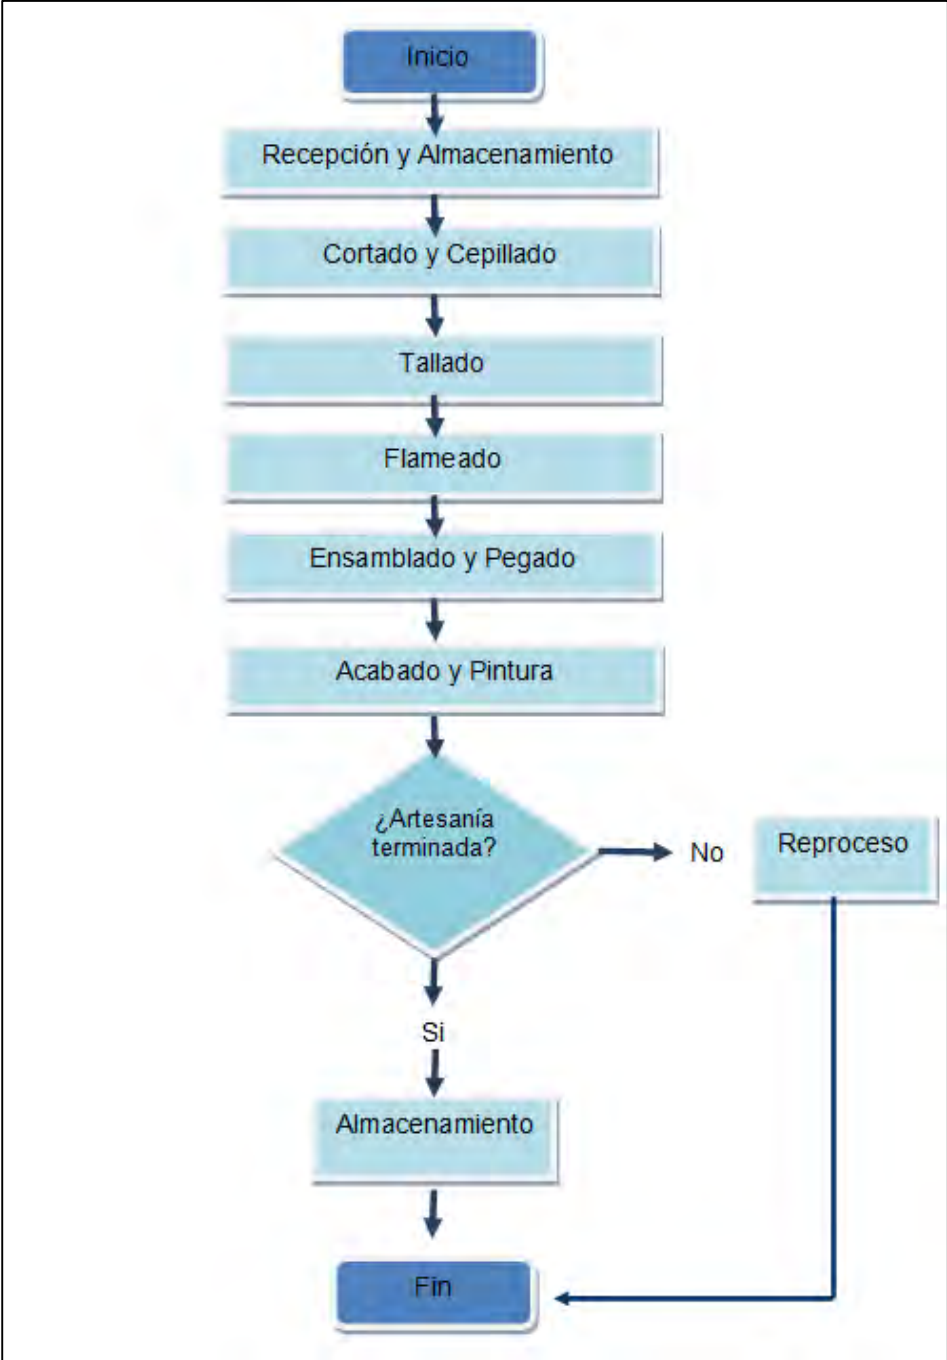 Inicio
Recepción y Almacenamiento
Cortado y Cepillado
Tallado
Flameado
Ensamblado y Pegado
Acabado y Pintura
¿Artesanía
terminada?
No
Reproceso
Si
Almacenamiento
Fin